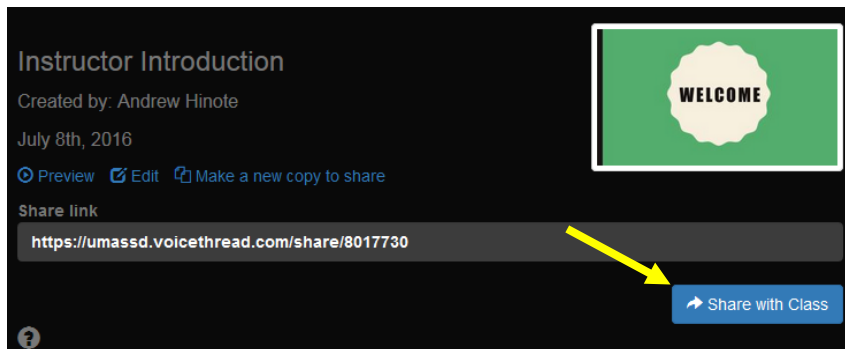 Instructor Introduction
WELCOME
Created by: Andrew Hinote
July 8th, 2016
Preview Edit Make a new copy to share
Share link
https://umassd.voicethread.com/share/8017730
Share with Class
?